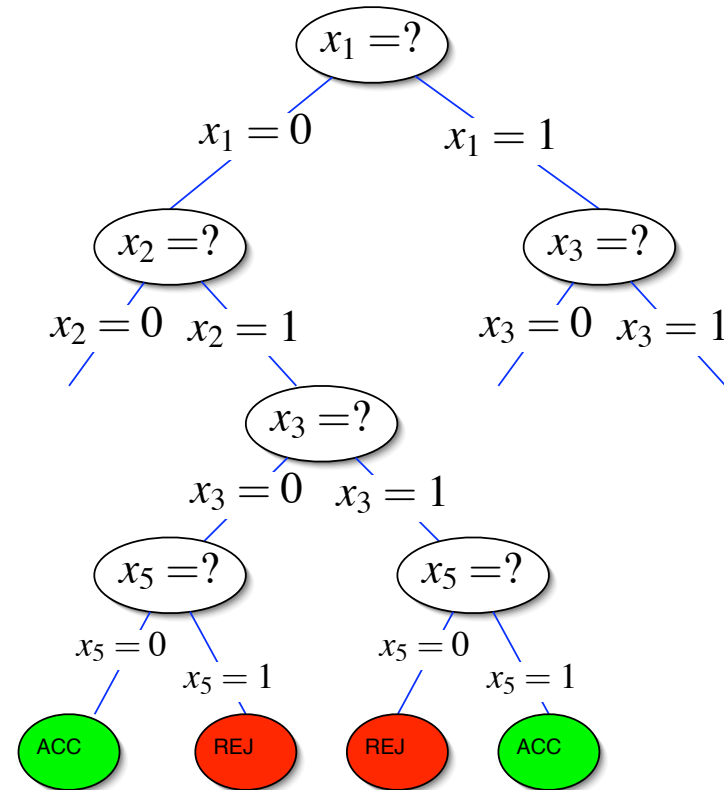 x₁ =?
x₁ = 0 x₁ = 1
x₂ =? x₃ =?
x₂ = 0 x₂ = 1 x₃ = 0 x₃ = 1
x₃ =?
x₃ = 0 x₃ = 1
x₅ =? x₅ =?
x₅ = 0 x₅ = 0
x₅ = 1 x₅ = 1
ACC REJ REJ ACC